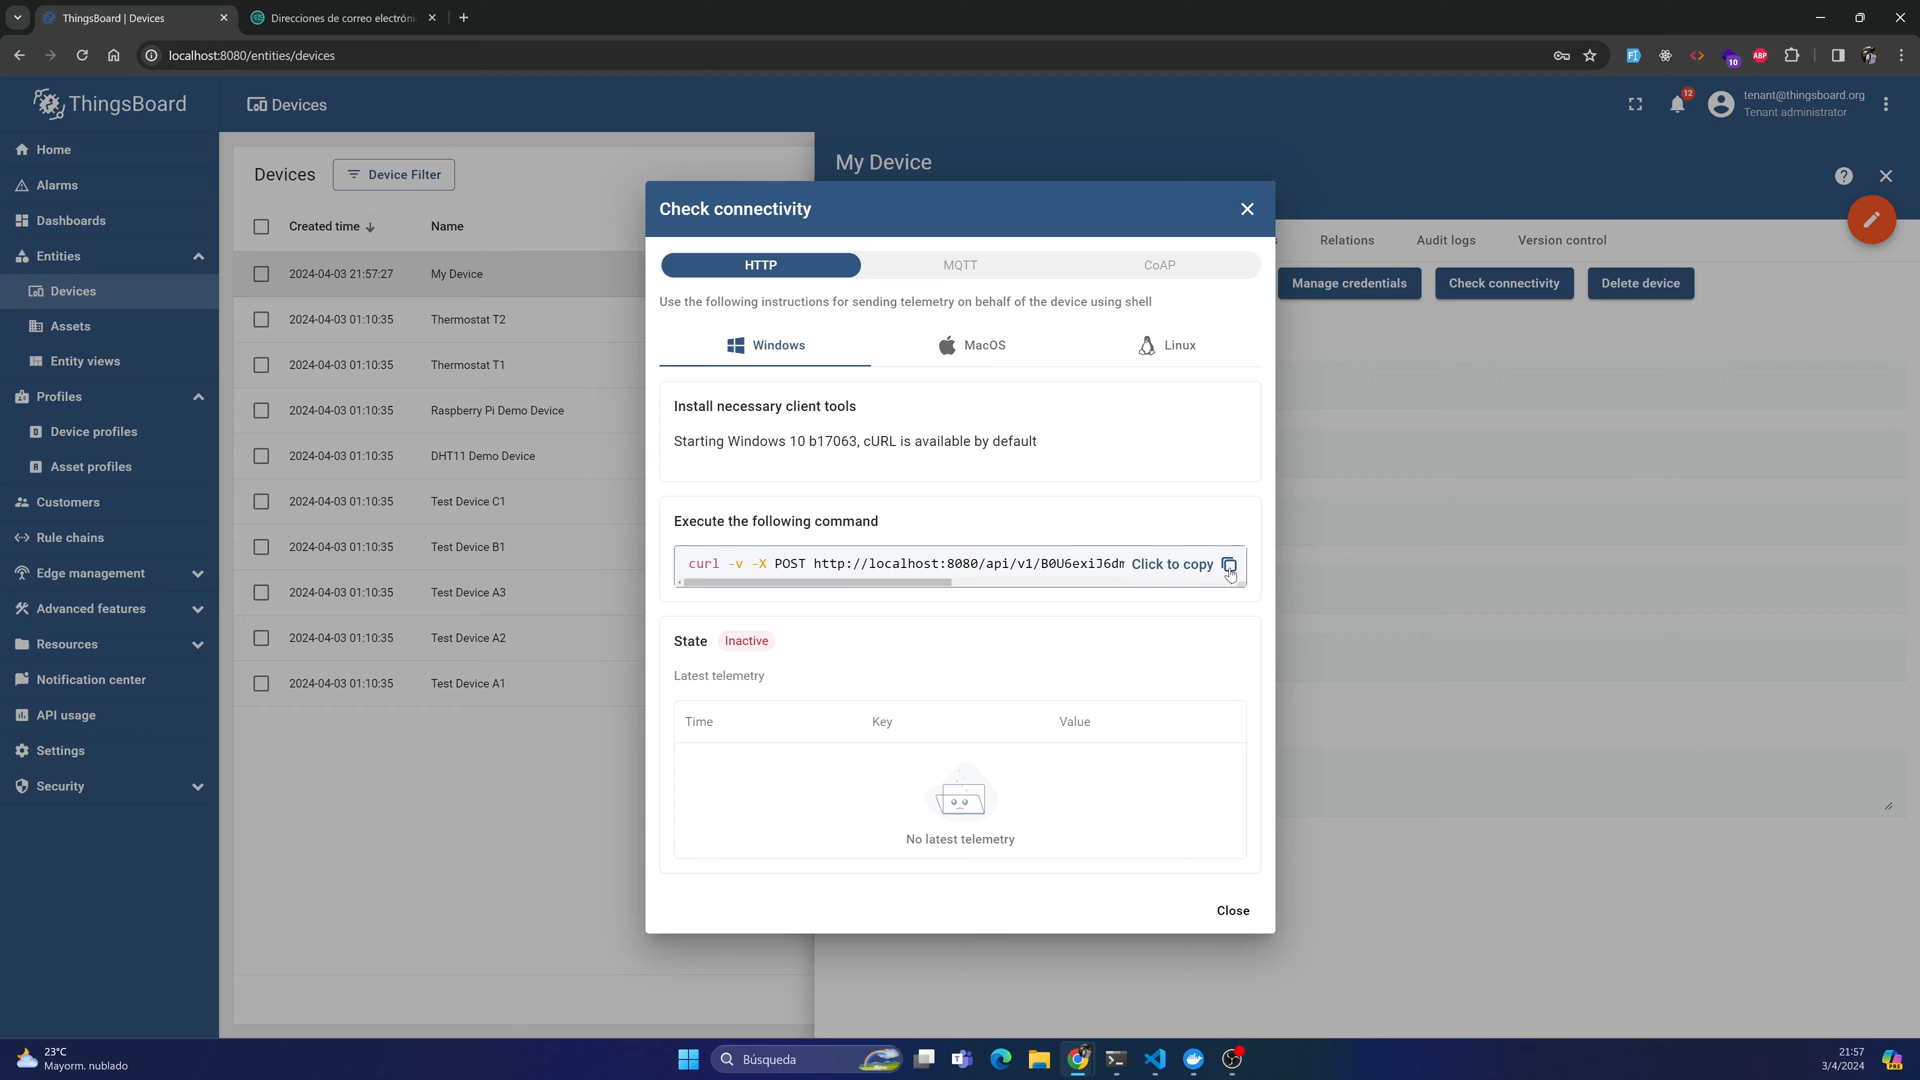 ThingsBoard | Devices
Direcciones de correo electróni
localhost:8080/entities/devices
10
ABP
ThingsBoard
Devices
12
tenant@thingsboard.org
Tenant administrator
Home
Alarms
Dashboards
Entities
Devices
Assets
Entity views
Profiles
Device profiles
Asset profiles
Customers
Rule chains
Edge management
Advanced features
Resources
Notification center
API usage
Settings
Security
Devices
Device Filter
Created time
Name
2024-04-03 21:57:27
My Device
2024-04-03 01:10:35
Thermostat T2
2024-04-03 01:10:35
Thermostat T1
2024-04-03 01:10:35
Raspberry Pi Demo Device
2024-04-03 01:10:35
DHT11 Demo Device
2024-04-03 01:10:35
Test Device C1
2024-04-03 01:10:35
Test Device B1
2024-04-03 01:10:35
Test Device A3
2024-04-03 01:10:35
Test Device A2
2024-04-03 01:10:35
Test Device A1
My Device
Relations
Audit logs
Version control
Manage credentials
Check connectivity
Delete device
Check connectivity
HTTP
MQTT
CoAP
Use the following instructions for sending telemetry on behalf of the device using shell
Windows
MacOS
Linux
Install necessary client tools
Starting Windows 10 b17063, cURL is available by default
Execute the following command
curl -v -X POST http://localhost:8080/api/v1/B0U6exiJ6dm
Click to copy
State
Inactive
Latest telemetry
Time
Key
Value
No latest telemetry
Close
23°C
Mayorm. nublado
Búsqueda
21:57
3/4/2024
PRE